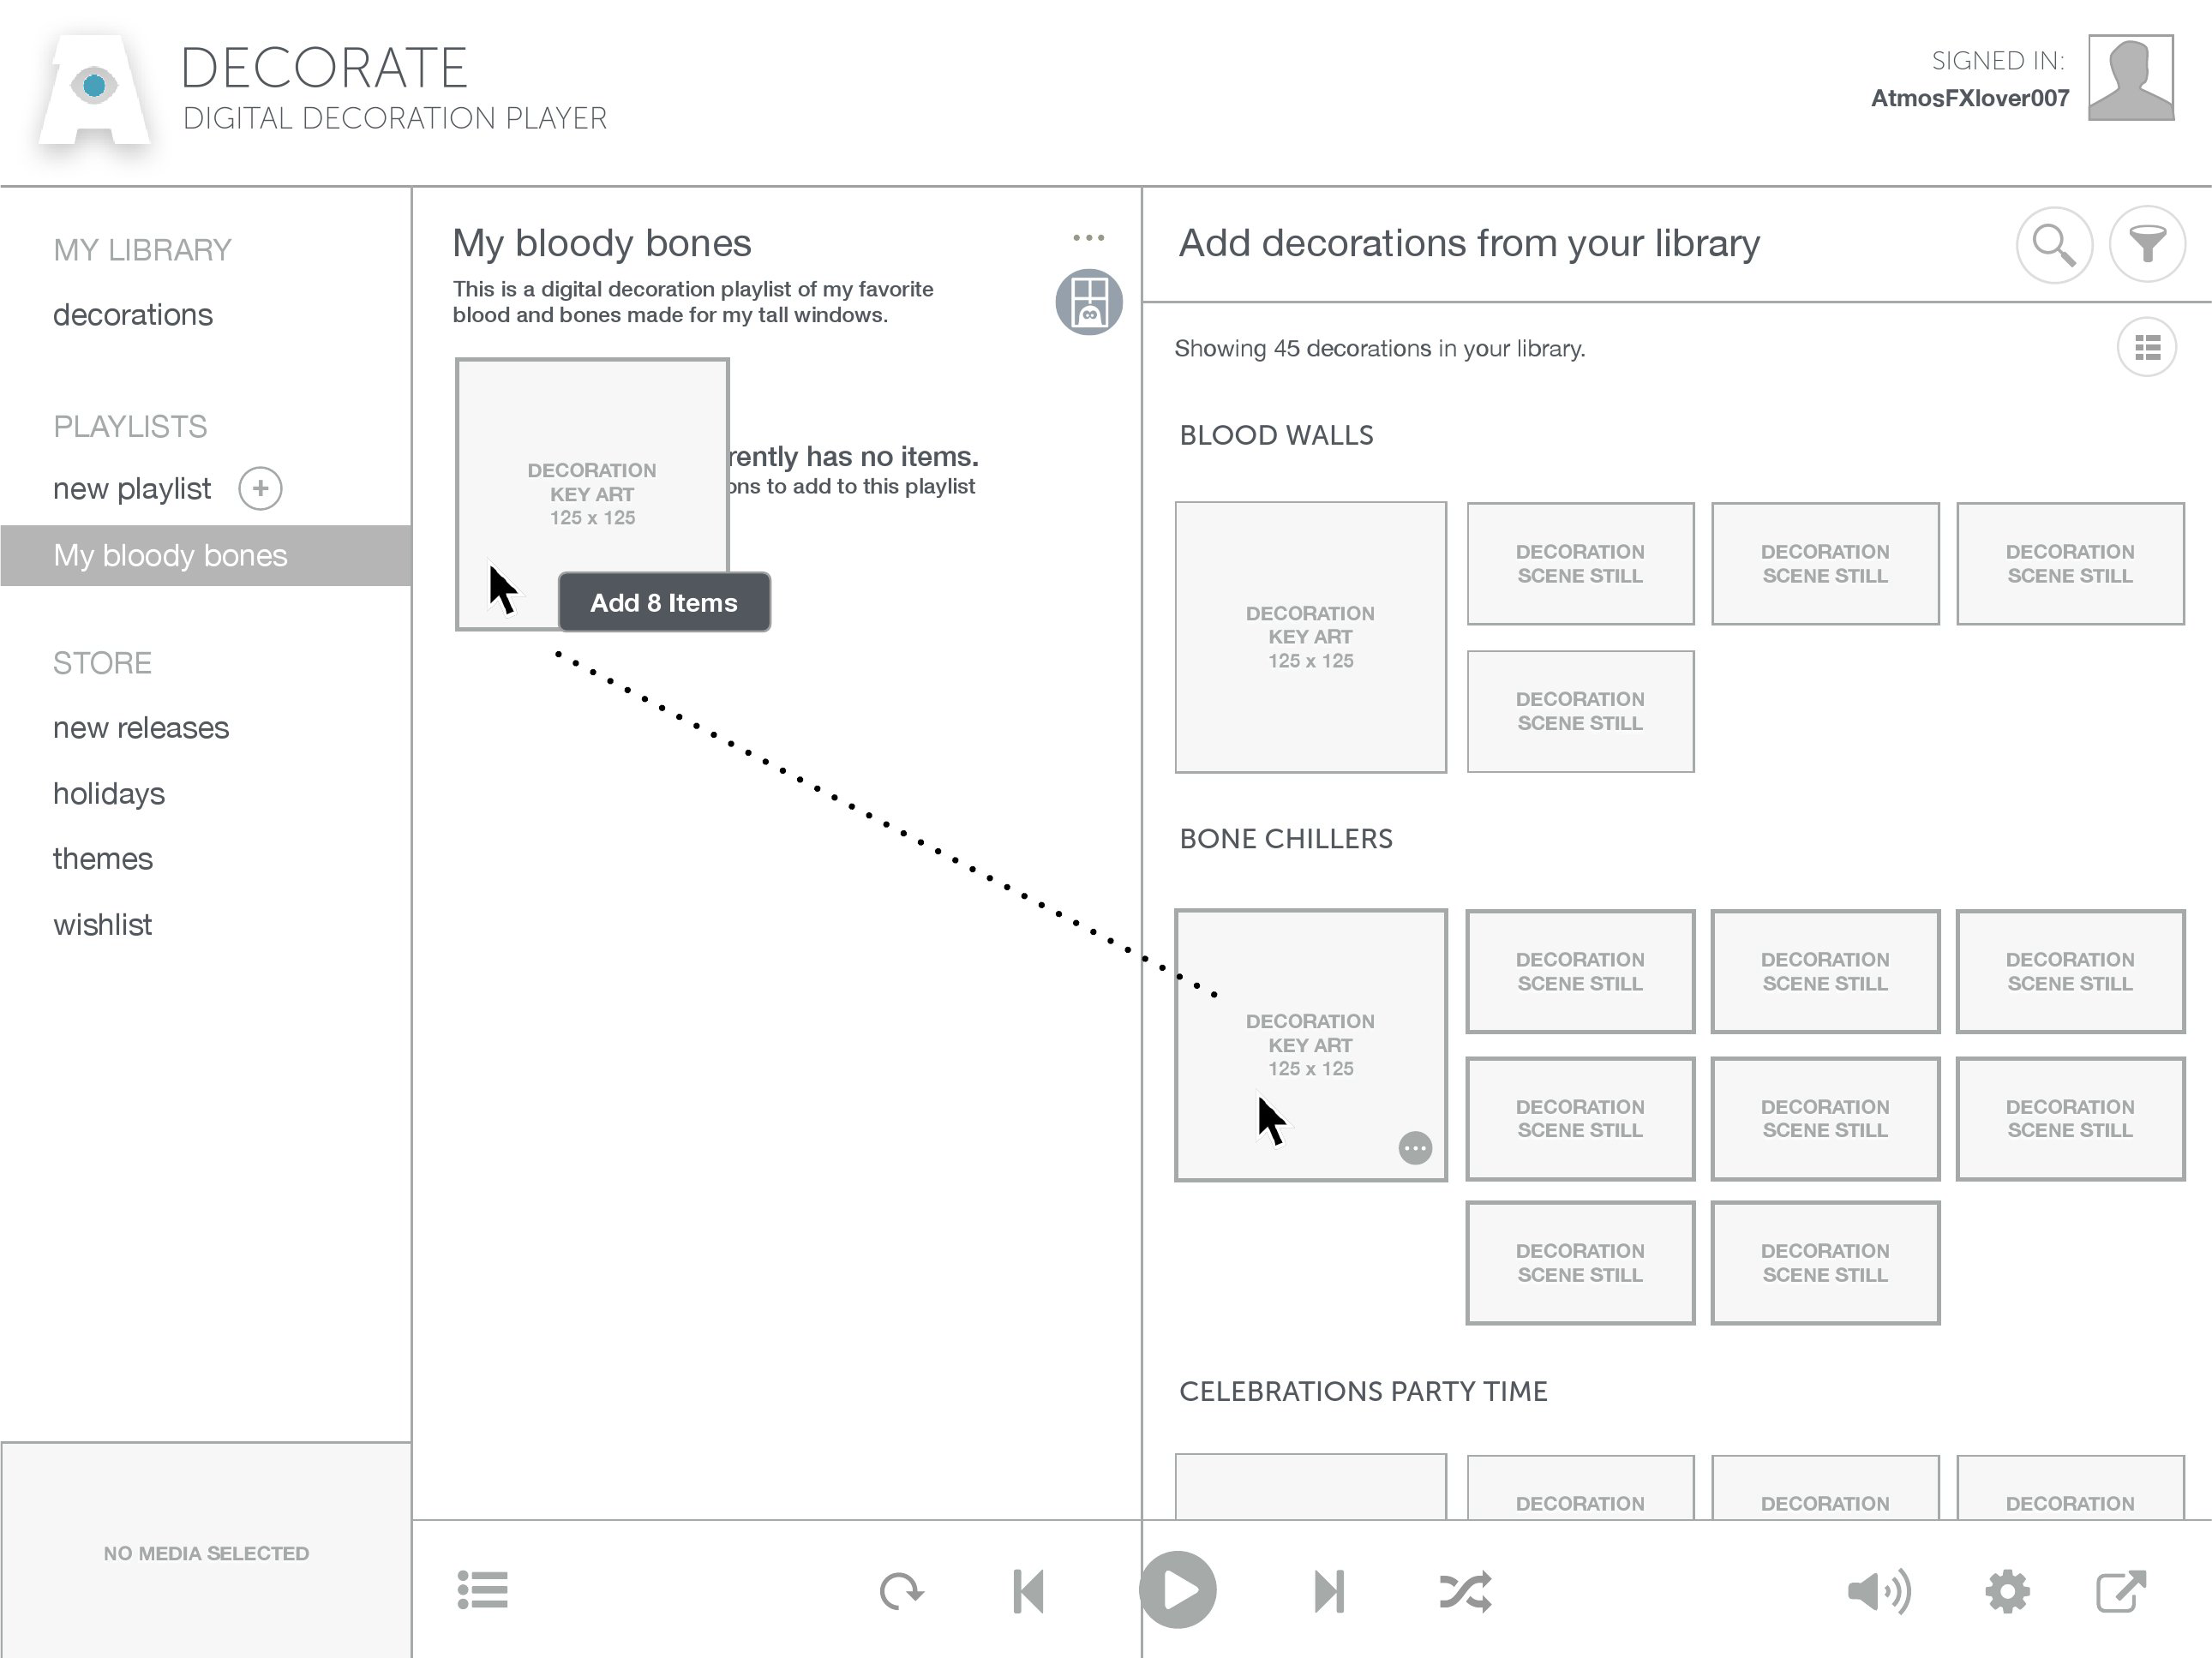 DECORATE
DIGITAL DECORATION PLAYER
SIGNED IN:
AtmosFXlover007
MY LIBRARY
decorations
PLAYLISTS
new playlist
My bloody bones
STORE
new releases
holidays
themes
wishlist
NO MEDIA SELECTED
My bloody bones
This is a digital decoration playlist of my favorite
blood and bones made for my tall windows.
DECORATION
KEY ART
125 x 125
rently has no items.
ons to add to this playlist
Add 8 Items
Add decorations from your library
Showing 45 decorations in your library.
BLOOD WALLS
DECORATION
KEY ART
125 x 125
DECORATION
SCENE STILL
DECORATION
SCENE STILL
DECORATION
SCENE STILL
DECORATION
SCENE STILL
BONE CHILLERS
DECORATION
KEY ART
125 x 125
DECORATION
SCENE STILL
DECORATION
SCENE STILL
DECORATION
SCENE STILL
DECORATION
SCENE STILL
DECORATION
SCENE STILL
DECORATION
SCENE STILL
DECORATION
SCENE STILL
DECORATION
SCENE STILL
CELEBRATIONS PARTY TIME
DECORATION
DECORATION
DECORATION